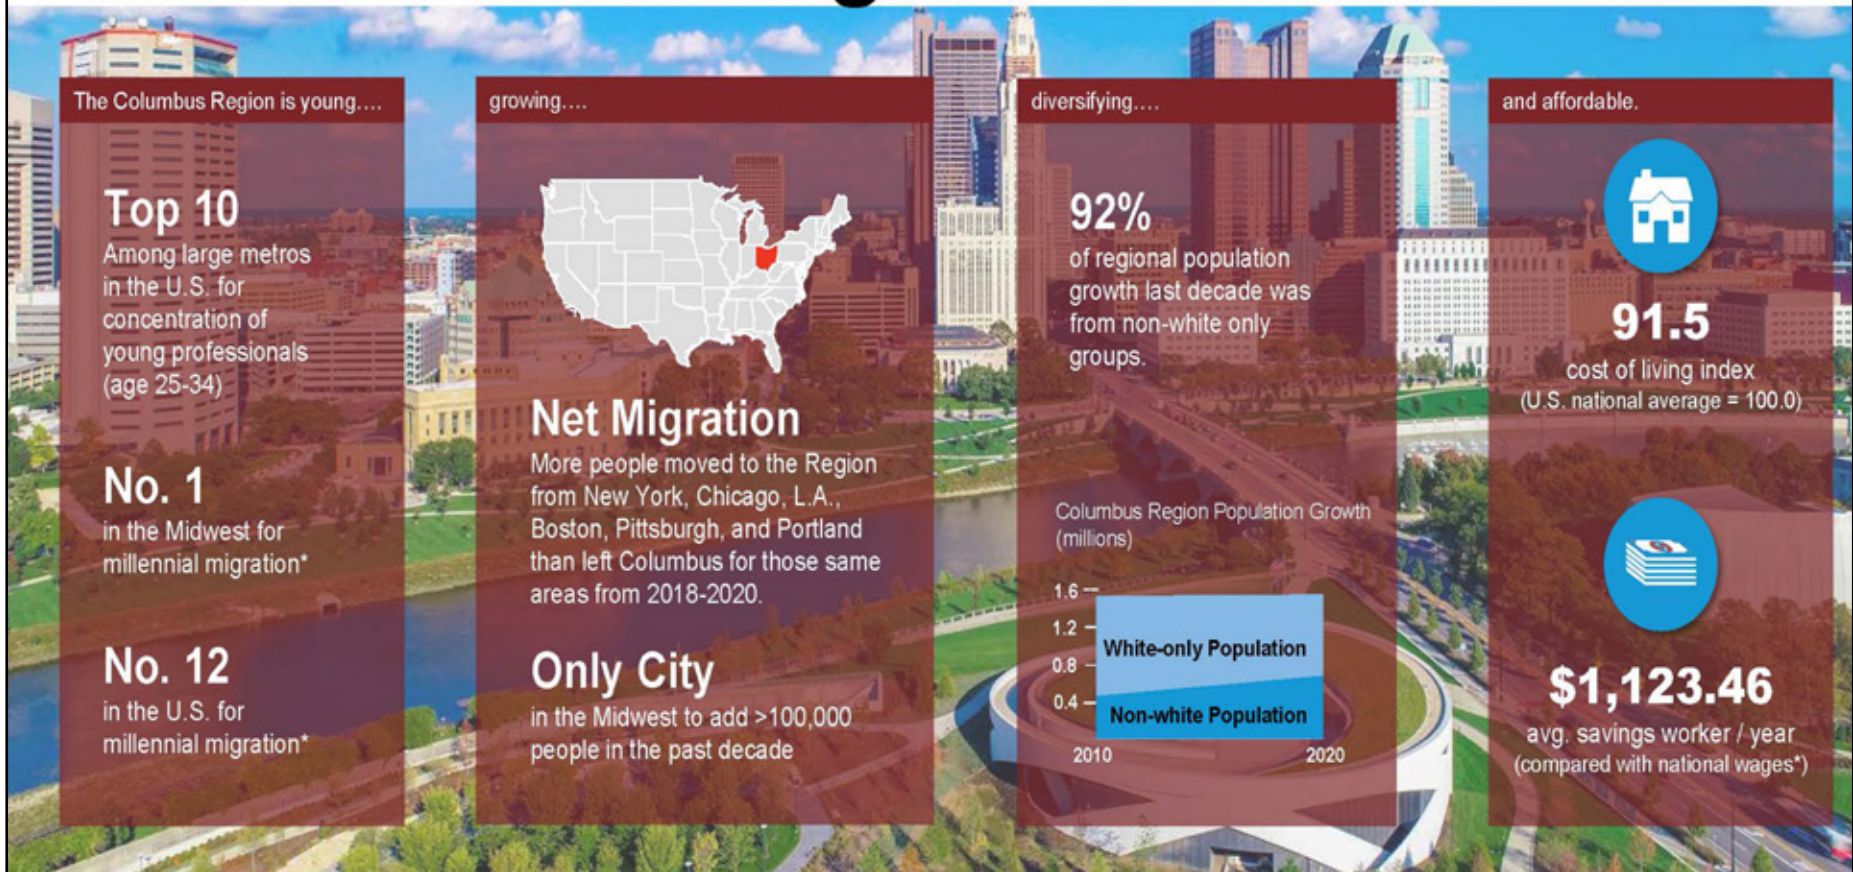 The Columbus Region is young....
Top 10
Among large metros
in the U.S. for
concentration of
young professionals
(age 25-34)
No. 1
in the Midwest for
millennial migration*
No. 12
in the U.S. for
millennial migration*
growing....
Net Migration
More people moved to the Region
from New York, Chicago, L.A.,
Boston, Pittsburgh, and Portland
than left Columbus for those same
areas from 2018-2020.
Only City
in the Midwest to add >100,000
people in the past decade
diversifying....
92%
of regional population
growth last decade was
from non-white only
groups.
Columbus Region Population Growth
(millions)
1.6
1.2
0.8
0.4
White-only Population
Non-white Population
2010
2020
and affordable.
91.5
cost of living index
(U.S. national average = 100.0)
$1,123.46
avg. savings worker / year
(compared with national wages*)